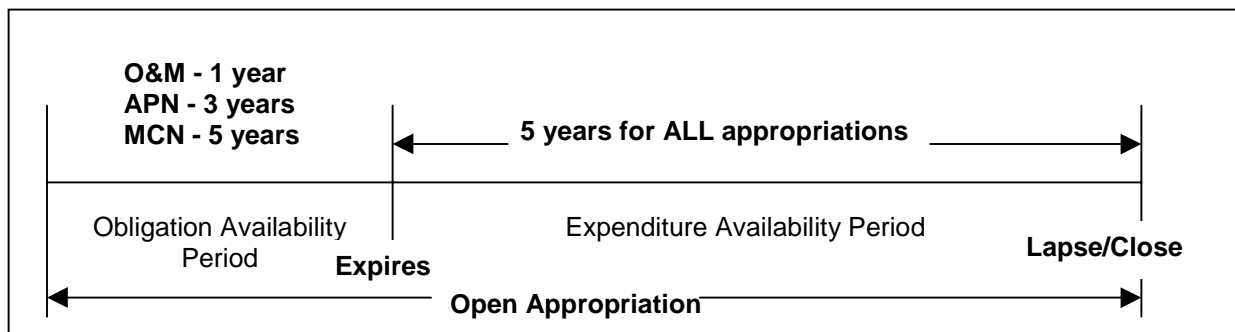 O&M - 1 year
APN - 3 years
MCN - 5 years
5 years for ALL appropriations
Obligation Availability
Period
Expires
Expenditure Availability Period
Lapse/Close
Open Appropriation